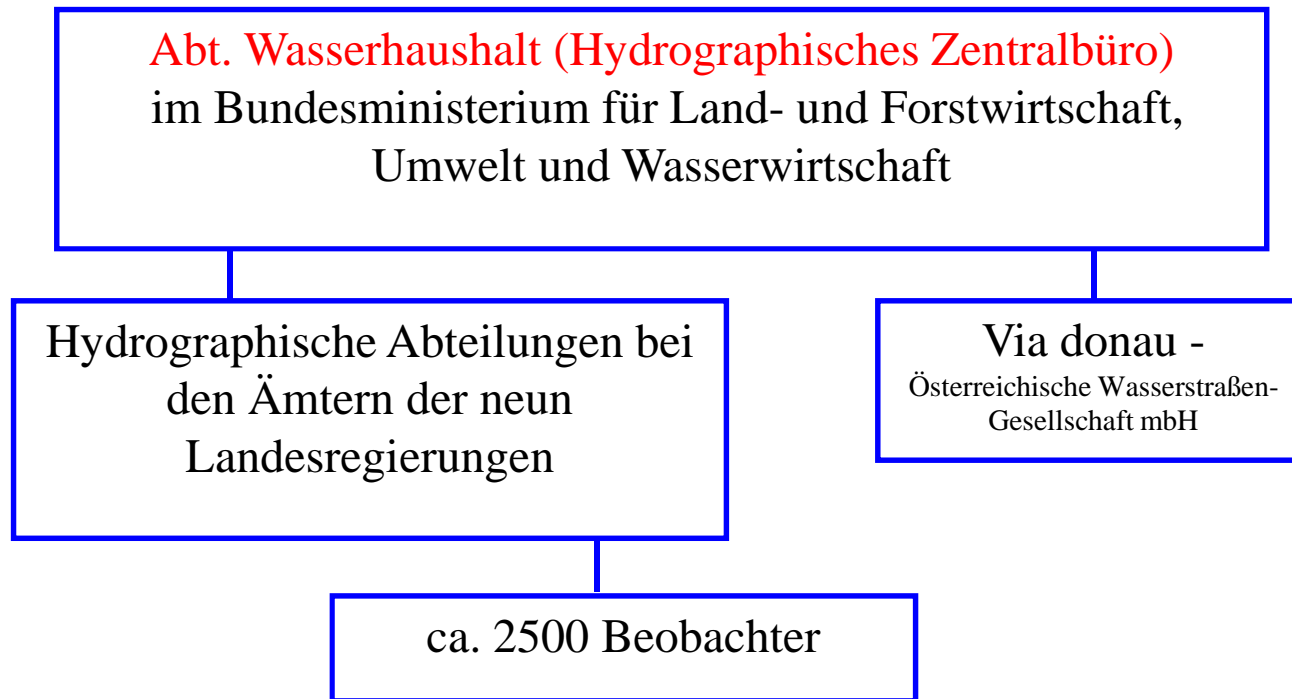 Abt. Wasserhaushalt (Hydrographisches Zentralbüro)
im Bundesministerium für Land- und Forstwirtschaft,
Umwelt und Wasserwirtschaft
Hydrographische Abteilungen bei
den Ämtern der neun
Landesregierungen
Via donau -
Österreichische Wasserstraßen-
Gesellschaft mbH
ca. 2500 Beobachter